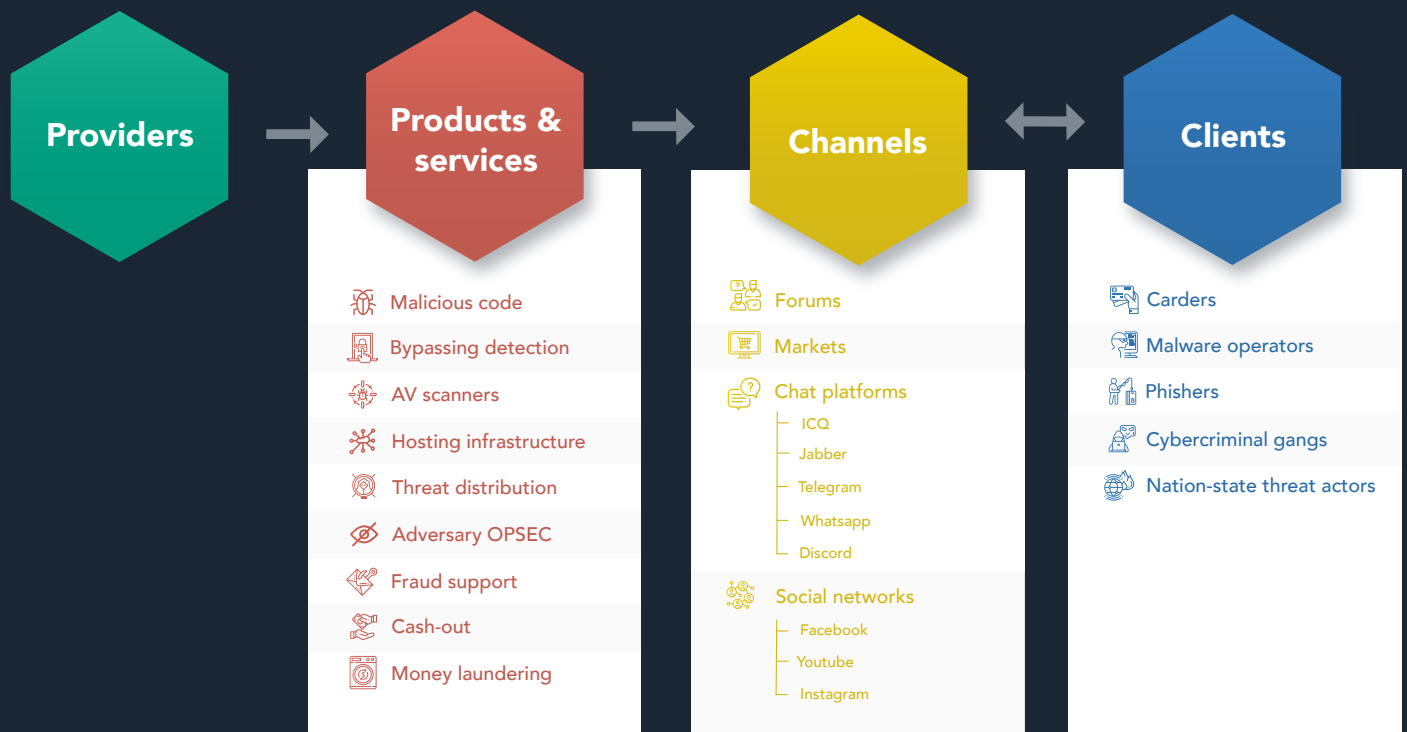 Providers
Products &
services
Malicious code
Bypassing detection
AV scanners
Hosting infrastructure
Threat distribution
Adversary OPSEC
Fraud support
Cash-out
Money laundering
Channels
Forums
Markets
Chat platforms
ICQ
Jabber
Telegram
Whatsapp
Discord
Social networks
Facebook
Youtube
Instagram
Clients
Carders
Malware operators
Phishers
Cybercriminal gangs
Nation-state threat actors